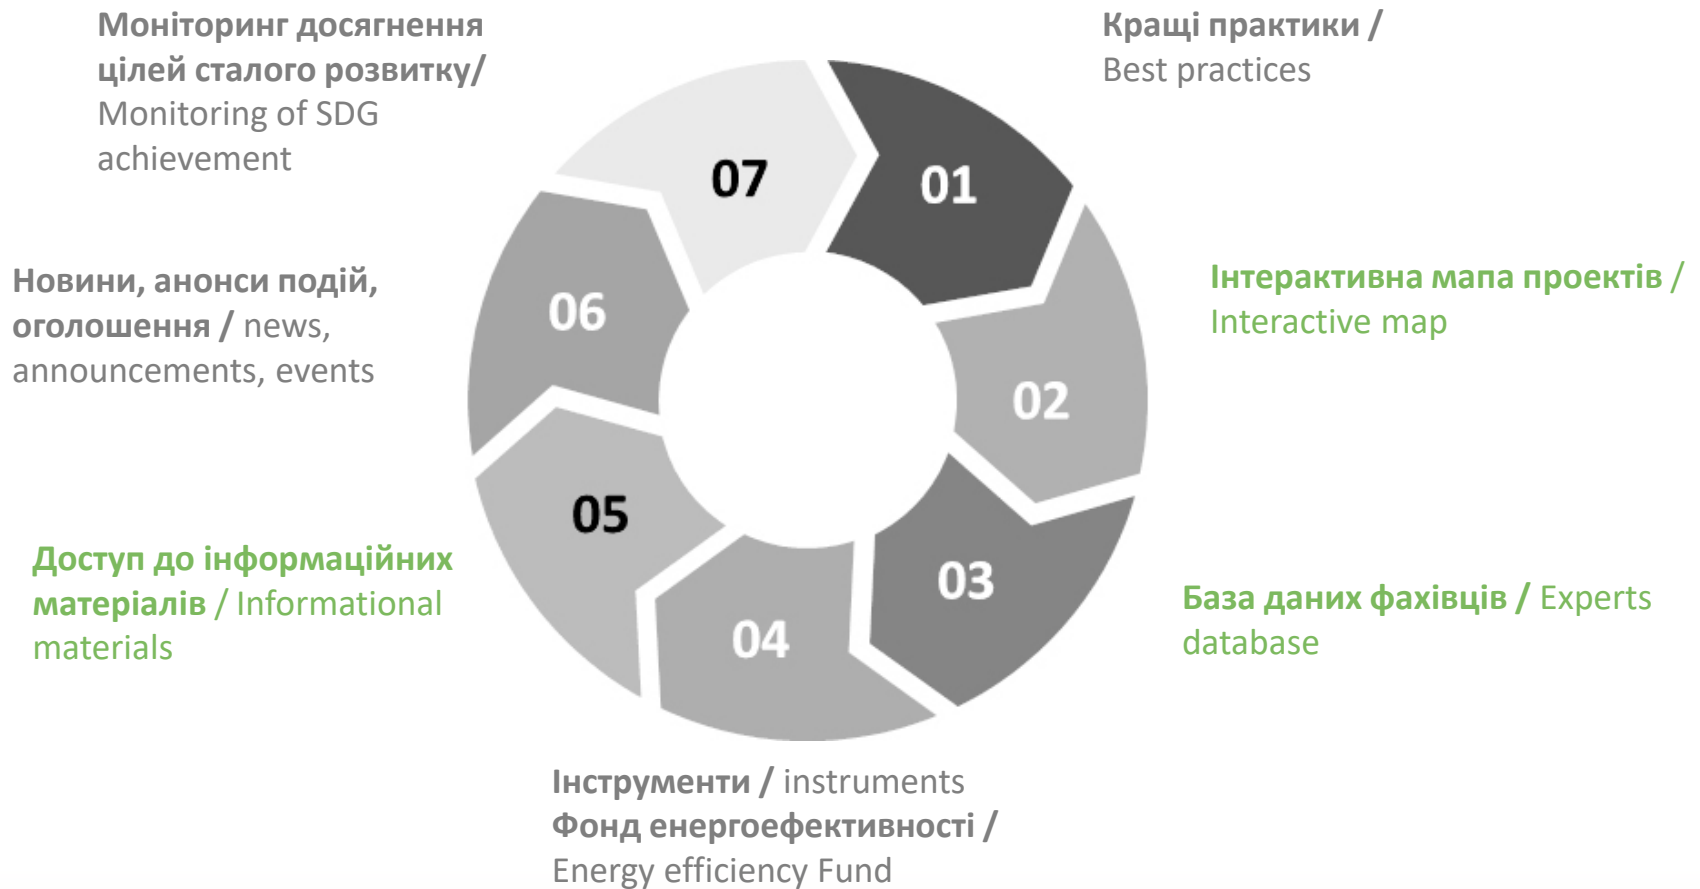 Моніторинг досягнення
цілей сталого розвитку/
Monitoring of SDG
achievement
Кращі практики /
Best practices
07
01
Новини, анонси подій,
оголошення / news,
announcements, events
06
Інтерактивна мапа проектів /
Interactive map
02
05
Доступ до інформаційних
матеріалів / Informational
materials
03
База даних фахівців / Experts
database
04
Інструменти / instruments
Фонд енергоефективності /
Energy efficiency Fund